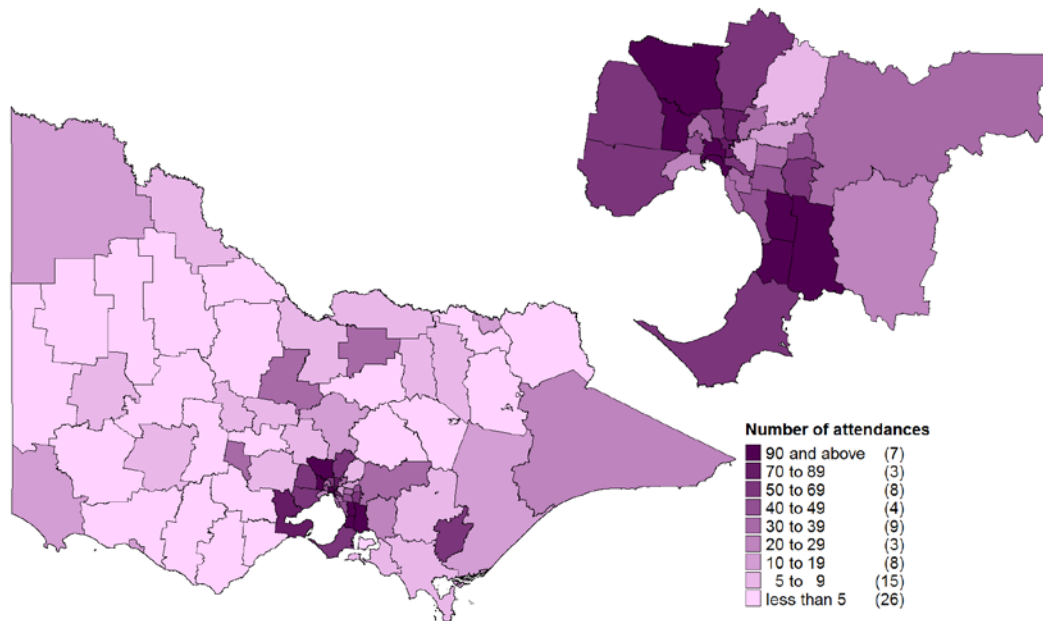 Number of attendances
90 and above (7)
70 to 89 (3)
50 to 69 (8)
40 to 49 (4)
30 to 39 (9)
20 to 29 (3)
10 to 19 (8)
5 to 9 (15)
less than 5 (26)